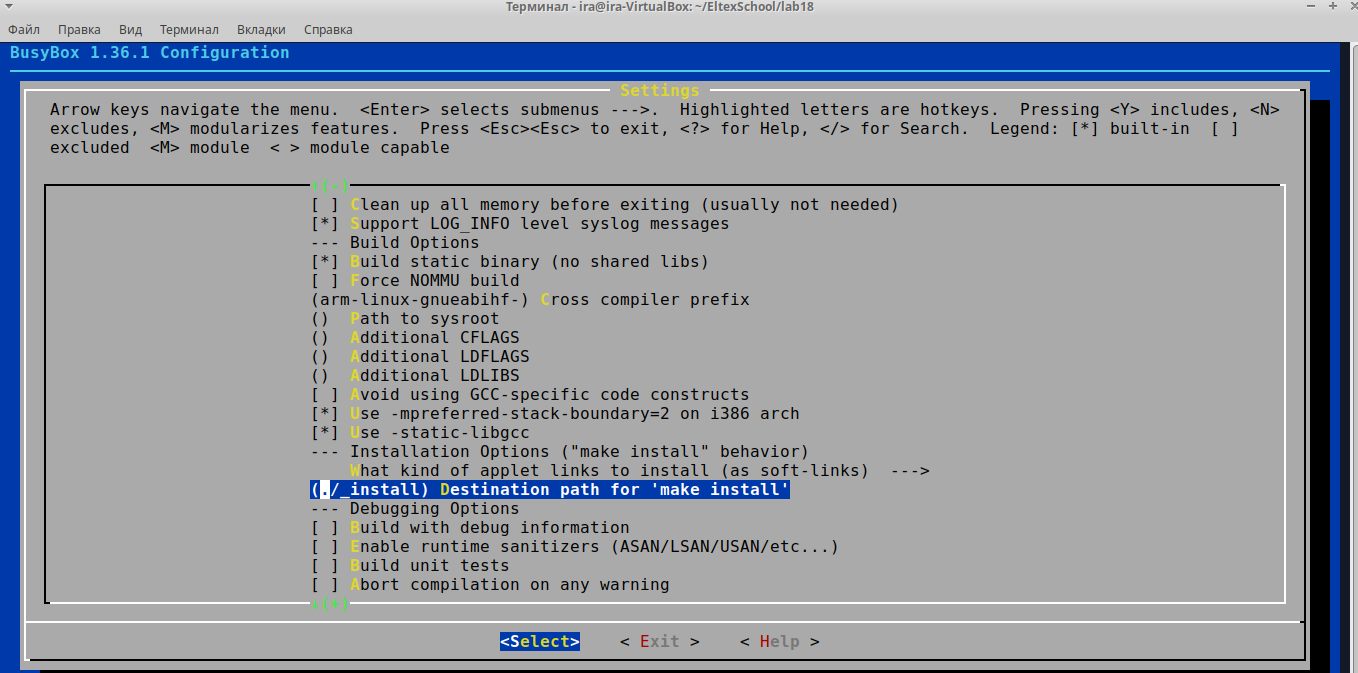 Терминал - ira@ira-VirtualBox: ~/EltexSchool/lab18
Файл Правка Вид Терминал Вкладки Справка
BusyBox 1.36.1 Configuration
Settings
Arrow keys navigate the menu.  <Enter> selects submenus --->.  Highlighted letters are hotkeys.  Pressing <Y> includes, <N>
excludes, <M> modularizes features.  Press <Esc><Esc> to exit, <?> for Help, </> for Search.  Legend: [*] built-in  [ ]
excluded  <M> module  < > module capable
^(-)
[ ] Clean up all memory before exiting (usually not needed)
[*] Support LOG_INFO level syslog messages
--- Build Options
[*] Build static binary (no shared libs)
[ ] Force NOMMU build
(arm-linux-gnueabihf-) Cross compiler prefix
()  Path to sysroot
()  Additional CFLAGS
()  Additional LDFLAGS
()  Additional LDLIBS
[ ] Avoid using GCC-specific code constructs
[*] Use -mpreferred-stack-boundary=2 on i386 arch
[*] Use -static-libgcc
--- Installation Options ("make install" behavior)
What kind of applet links to install (as soft-links)  --->
(./_install) Destination path for 'make install'
--- Debugging Options
[ ] Build with debug information
[ ] Enable runtime sanitizers (ASAN/LSAN/USAN/etc...)
[ ] Build unit tests
[ ] Abort compilation on any warning
v(+)
<Select> < Exit > < Help >